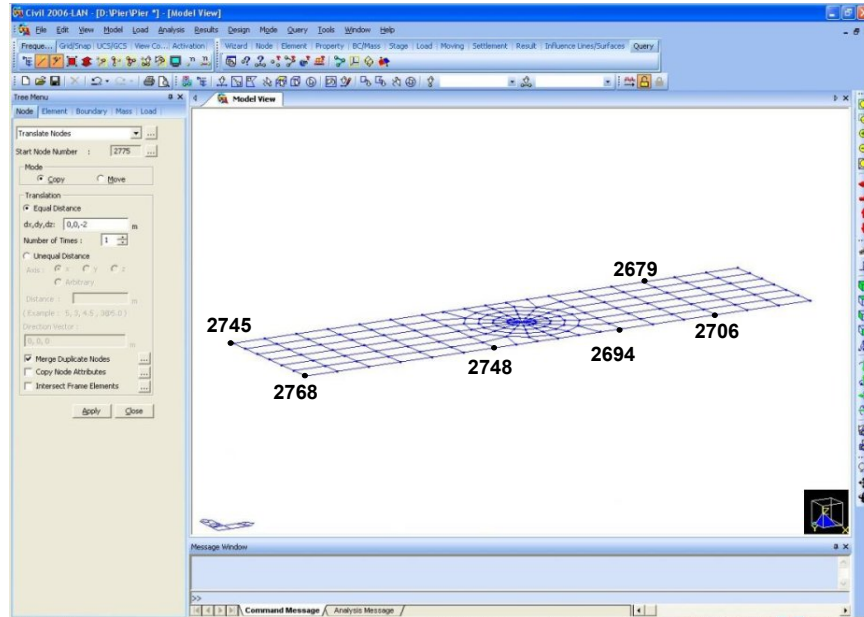 Civil 2006-LAN - [D:\Pier\Pier *] - [Model View]
File Edit View Model Load Analysis Results Design Mode Query Tools Window Help
Freque... Grid/Snap UCS/GCS View Co... Activation Wizard Node Element Property BC/Mass Stage Load Moving Settlement Result Influence Lines/Surfaces Query
Tree Menu
Model View
Node Element Boundary Mass Load
Translate Nodes
Start Node Number : 2775
Mode
Copy Move
Translation
Equal Distance
dx,dy,dz: 0,0,-2 m
Number of Times : 1
Unequal Distance
Axis : x y z
Arbitrary
Distance : m
( Example : 5, 3, 4.5 , 3@5.0 )
Direction Vector :
0, 0, 0 m
Merge Duplicate Nodes
Copy Node Attributes
Intersect Frame Elements
Apply Close
2679
2745
2706
2694
2748
2768
Message Window
>>
Command Message Analysis Message